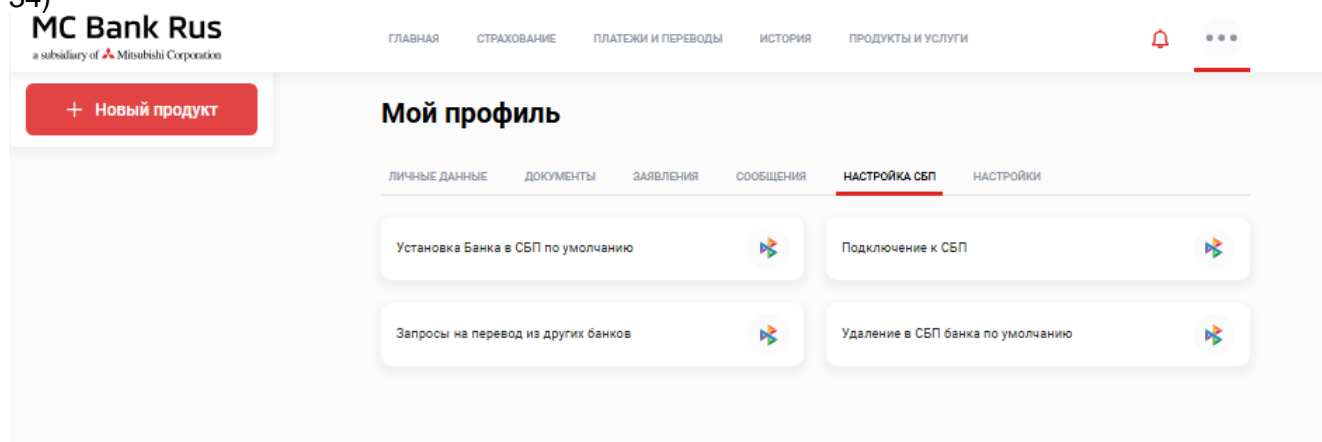 34)
MC Bank Rus
a subsidiary of Mitsubishi Corporation
ГЛАВНАЯ СТРАХОВАНИЕ ПЛАТЕЖИ И ПЕРЕВОДЫ ИСТОРИЯ ПРОДУКТЫ И УСЛУГИ
+ Новый продукт
Мой профиль
ЛИЧНЫЕ ДАННЫЕ ДОКУМЕНТЫ ЗАЯВЛЕНИЯ СООБЩЕНИЯ НАСТРОЙКА СБП НАСТРОЙКИ
Установка Банка в СБП по умолчанию
Подключение к СБП
Запросы на перевод из других банков
Удаление в СБП банка по умолчанию